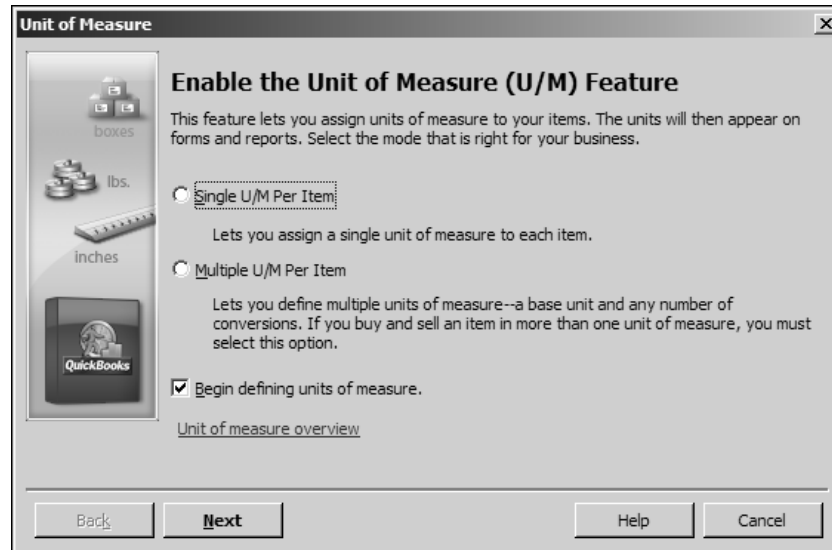 Unit of Measure
boxes
lbs.
inches
QuickBooks
Enable the Unit of Measure (U/M) Feature
This feature lets you assign units of measure to your items. The units will then appear on
forms and reports. Select the mode that is right for your business.
Single U/M Per Item
Lets you assign a single unit of measure to each item.
Multiple U/M Per Item
Lets you define multiple units of measure--a base unit and any number of
conversions. If you buy and sell an item in more than one unit of measure, you must
select this option.
Begin defining units of measure.
Unit of measure overview
Back
Next
Help
Cancel